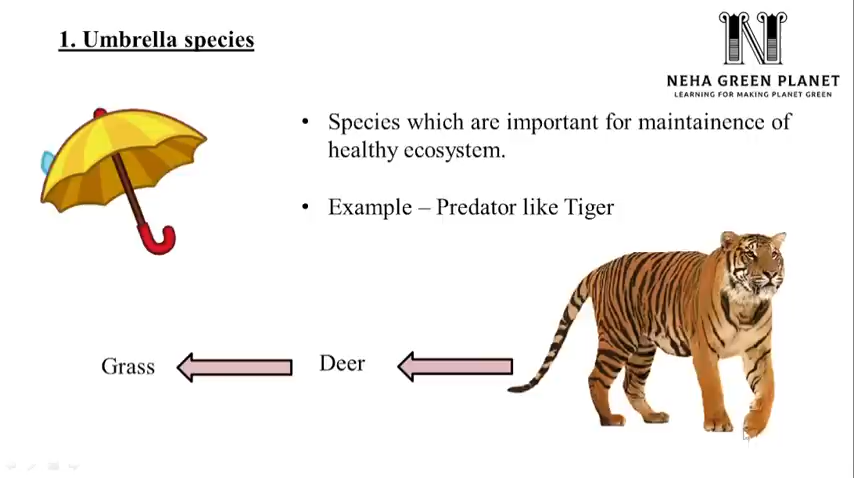 1. Umbrella species
N
NEHA GREEN PLANET
LEARNING FOR MAKING PLANET GREEN
• Species which are important for maintainence of
healthy ecosystem.
• Example – Predator like Tiger
Grass
Deer